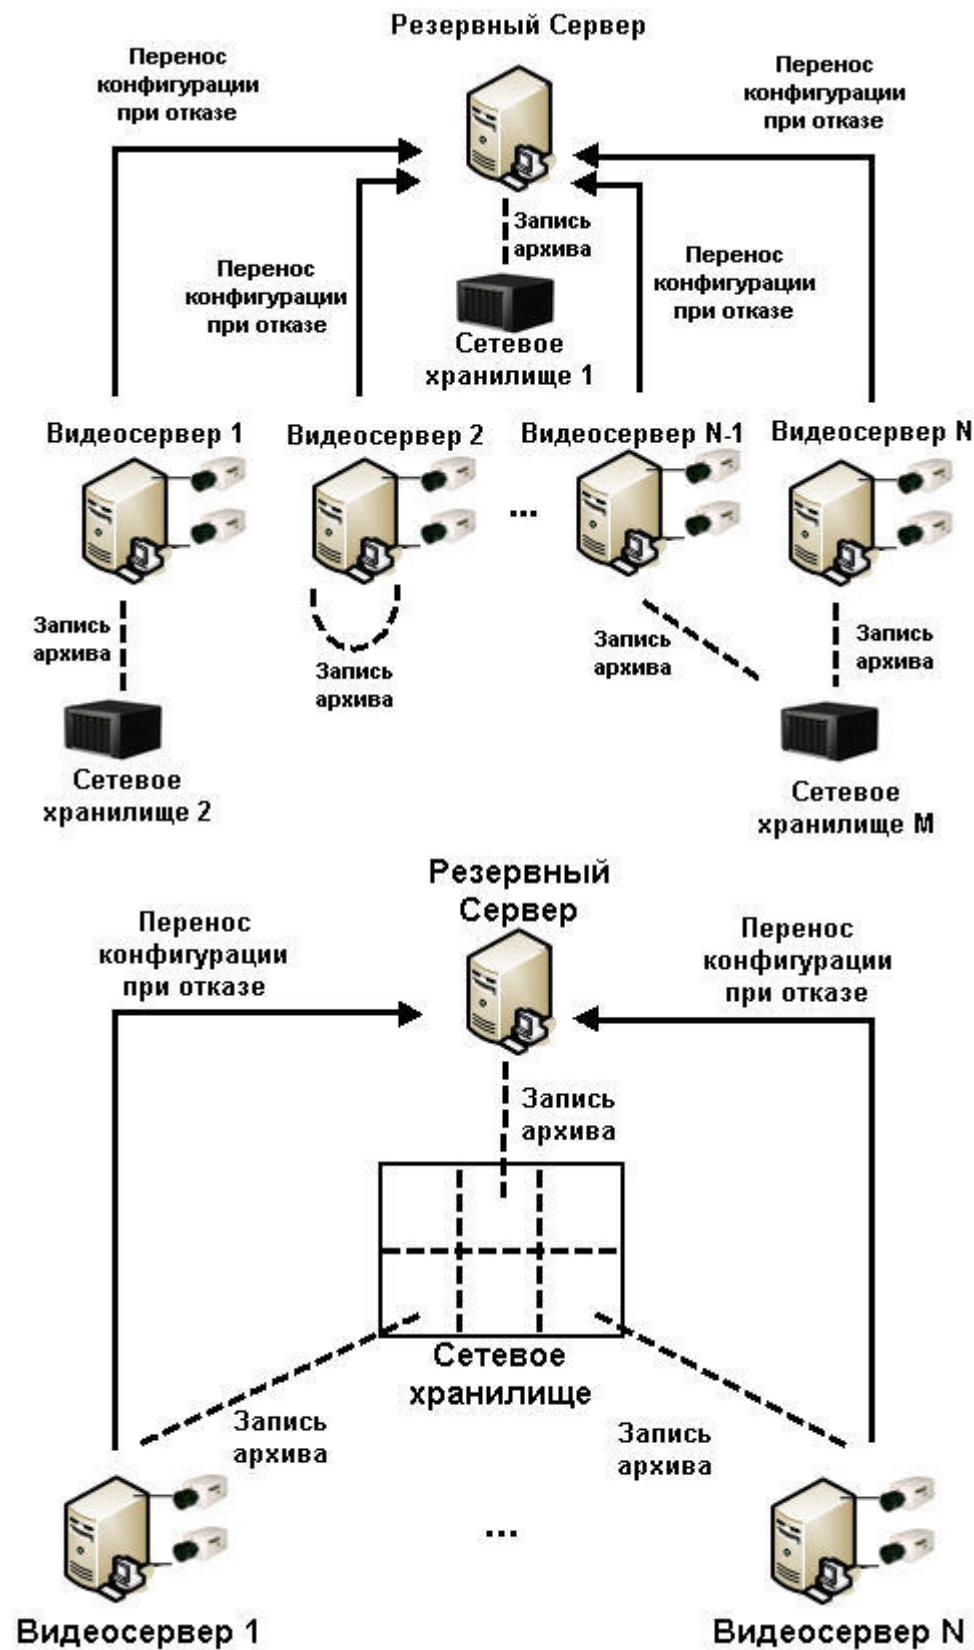 Резервный Сервер
Перенос
конфигурации
при отказе
Перенос
конфигурации
при отказе
Запись
архива
Перенос
конфигурации
при отказе
Перенос
конфигурации
при отказе
Сетевое
хранилище 1
Видеосервер 1
Видеосервер 2
Видеосервер N-1
Видеосервер N
...
Запись
архива
Запись
архива
Запись
архива
Запись
архива
Сетевое
хранилище 2
Сетевое
хранилище M
Резервный
Сервер
Перенос
конфигурации
при отказе
Перенос
конфигурации
при отказе
Запись
архива
Сетевое
хранилище
Запись
архива
Запись
архива
...
Видеосервер 1
Видеосервер N